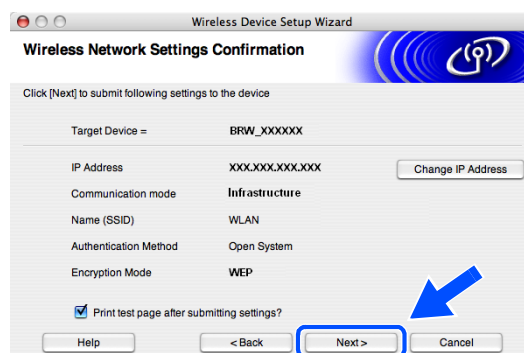 Wireless Device Setup Wizard
Wireless Network Settings Confirmation
Click [Next] to submit following settings to the device
Target Device = BRW_XXXXXX
IP Address XXX.XXX.XXX.XXX Change IP Address
Communication mode Infrastructure
Name (SSID) WLAN
Authentication Method Open System
Encryption Mode WEP
Print test page after submitting settings?
Help < Back Next > Cancel